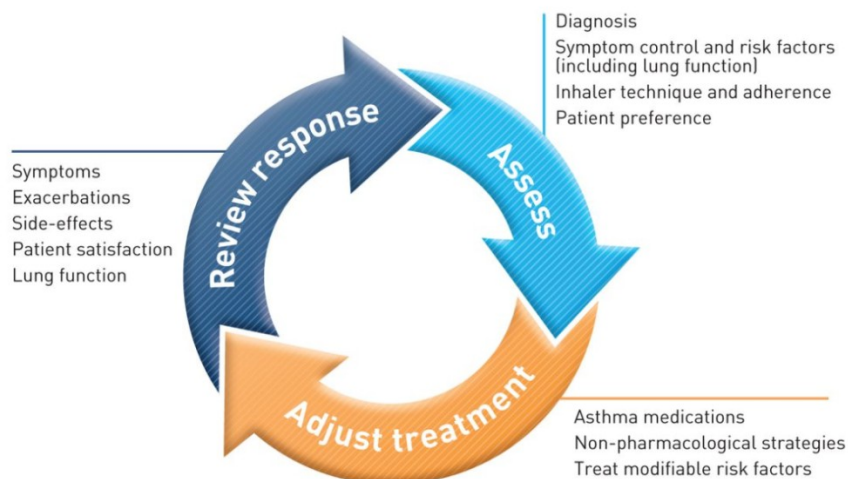 Diagnosis
Symptom control and risk factors
(including lung function)
Inhaler technique and adherence
Patient preference
Assess
Review response
Symptoms
Exacerbations
Side-effects
Patient satisfaction
Lung function
Adjust treatment
Asthma medications
Non-pharmacological strategies
Treat modifiable risk factors